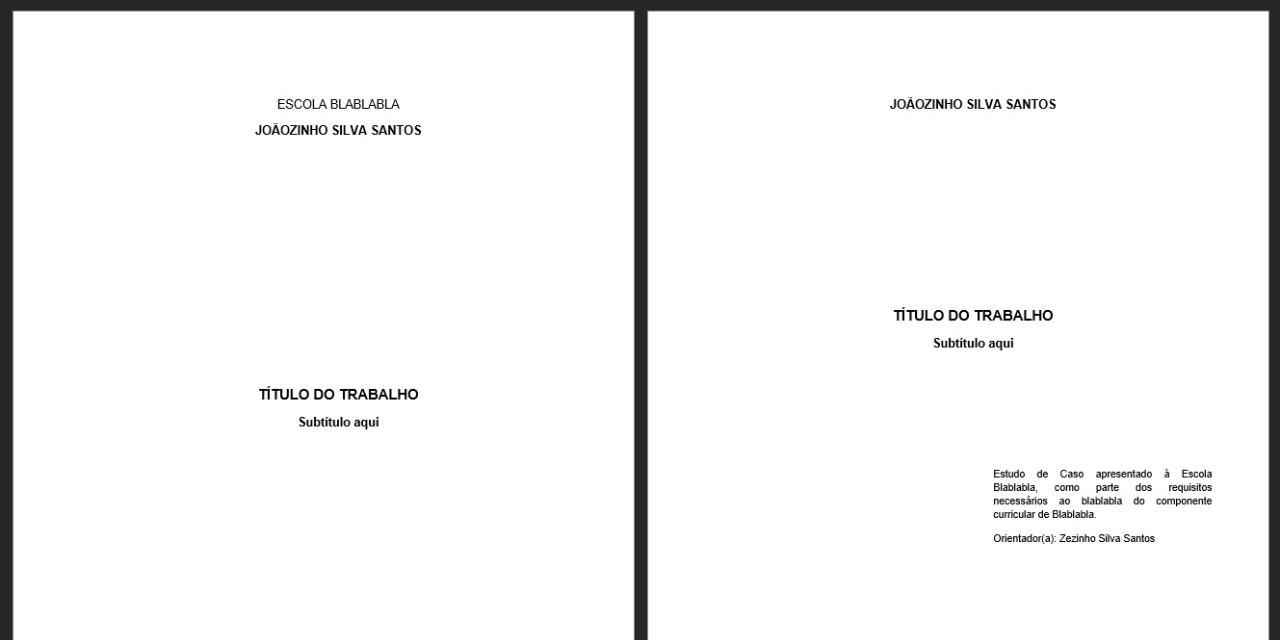 ESCOLA BLABLABLA
JOÃOZINHO SILVA SANTOS
TÍTULO DO TRABALHO
Subtítulo aqui
JOÃOZINHO SILVA SANTOS
TÍTULO DO TRABALHO
Subtítulo aqui
Estudo de Caso apresentado à Escola
Blablabla, como parte dos requisitos
necessários ao blablabla do componente
curricular de Blablabla.
Orientador(a): Zezinho Silva Santos